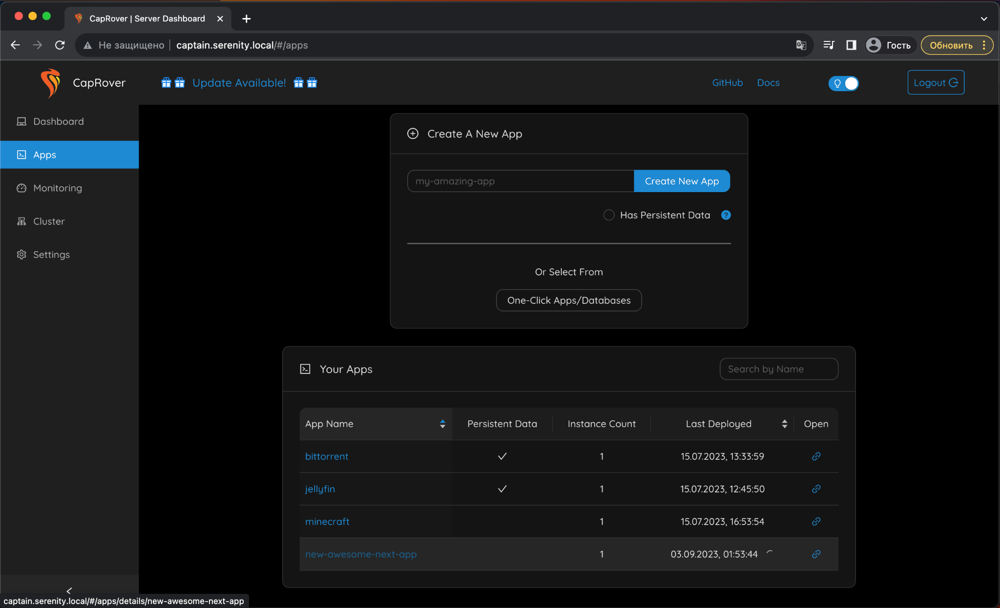 CapRover | Server Dashboard
Не защищено captain.serenity.local/#/apps Гость Обновить
CapRover Update Available! GitHub Docs Logout
Dashboard
Apps
Monitoring
Cluster
Settings
Create A New App
my-amazing-app Create New App
Has Persistent Data ?
Or Select From
One-Click Apps/Databases
Your Apps Search by Name
App Name Persistent Data Instance Count Last Deployed Open
bittorrent 1 15.07.2023, 13:33:59
jellyfin 1 15.07.2023, 12:45:50
minecraft 1 15.07.2023, 16:53:54
new-awesome-next-app 1 03.09.2023, 01:53:44
captain.serenity.local/#/apps/details/new-awesome-next-app